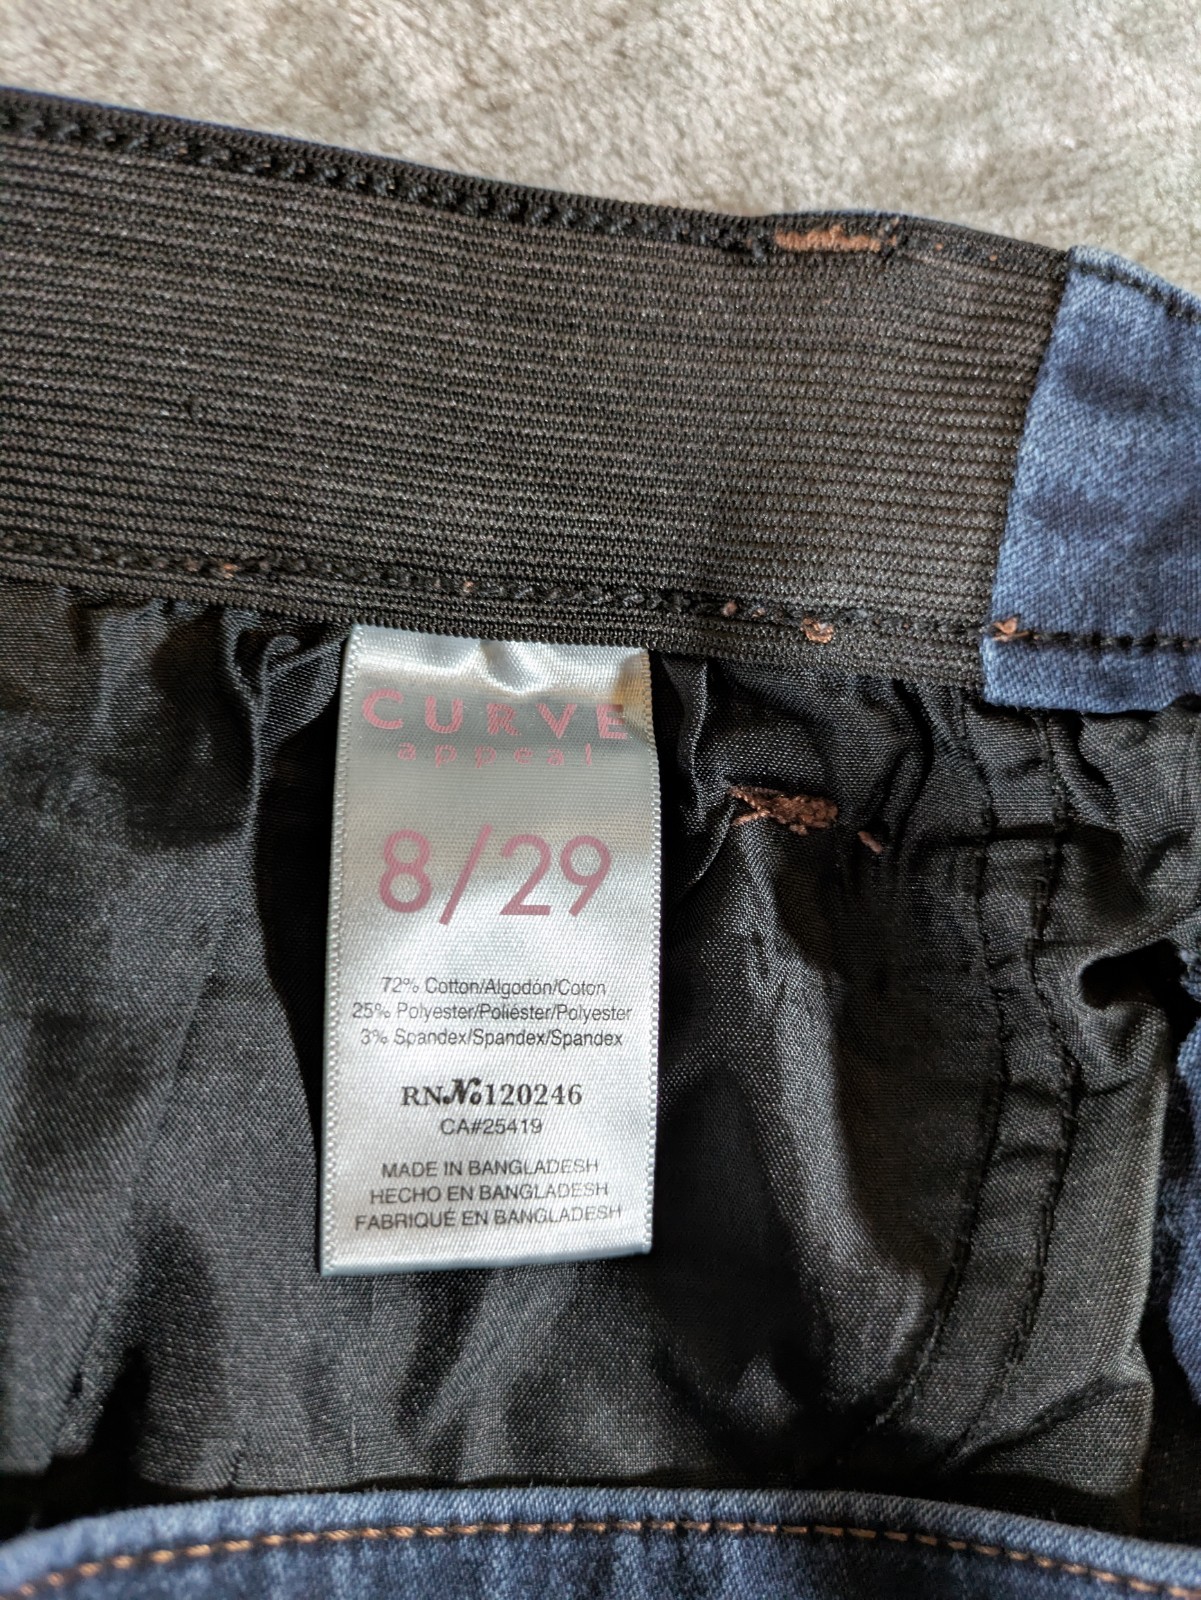 CURVE
appeal
8/29
72% Cotton/Algodón/Coton
25% Polyester/Poliéster/Polyester
3% Spandex/Spandex/Spandex
RN№120246
CA#25419
MADE IN BANGLADESH
HECHO EN BANGLADESH
FABRIQUÉ EN BANGLADESH